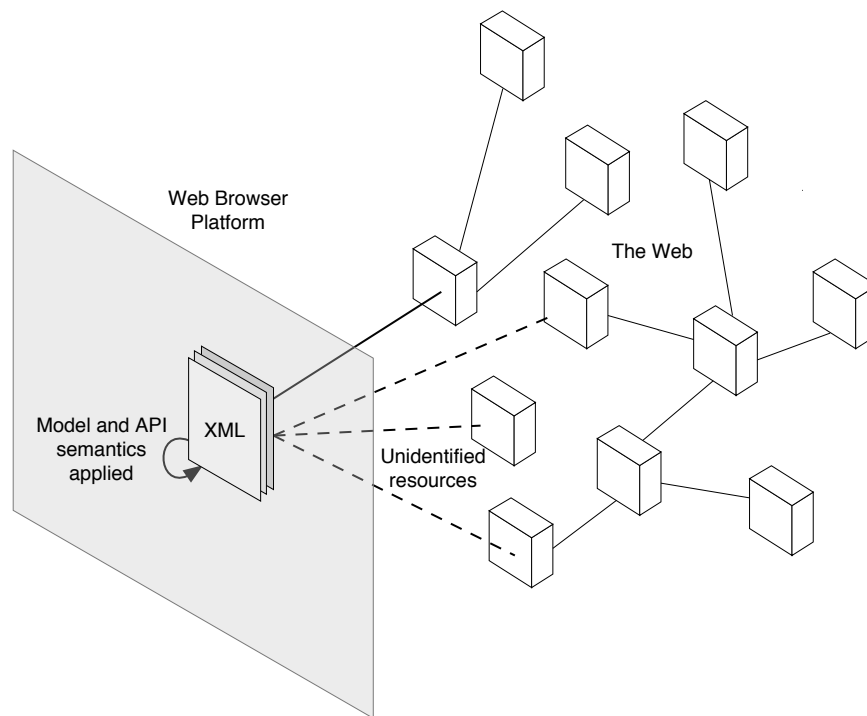 Web Browser
Platform
The Web
Model and API
semantics
applied
XML
Unidentified
resources